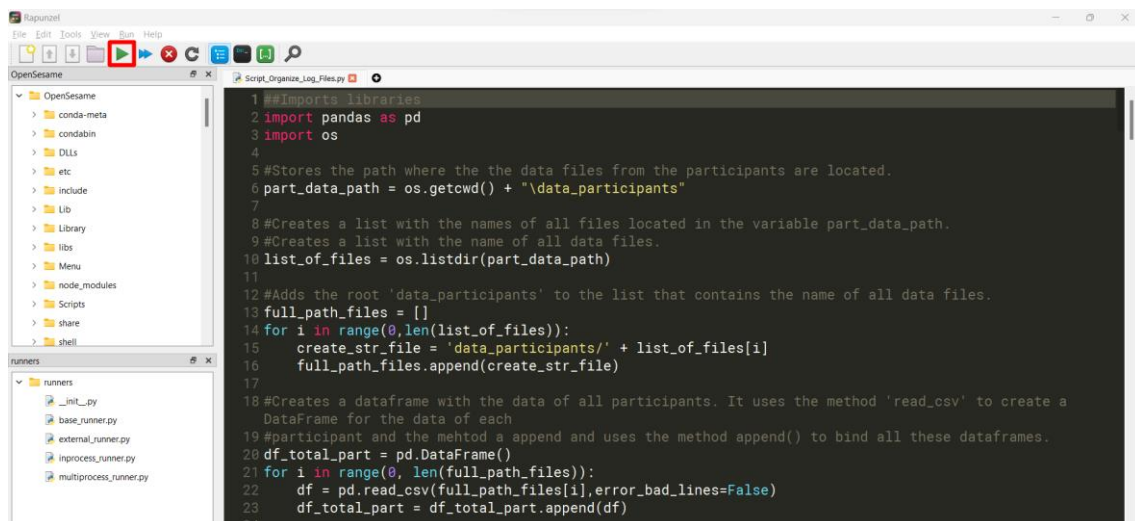 Rapunzel
File Edit Tools View Run Help
OpenSesame
OpenSesame
conda-meta
condabin
DLLs
etc
include
Lib
Library
libs
Menu
node_modules
Scripts
share
shell
runners
runners
__init__.py
base_runner.py
external_runner.py
inprocess_runner.py
multiprocess_runner.py
Script_Organize_Log_Files.py
1 ##Imports libraries
2 import pandas as pd
3 import os
4
5 #Stores the path where the the data files from the participants are located.
6 part_data_path = os.getcwd() + "\data_participants"
7
8 #Creates a list with the names of all files located in the variable part_data_path.
9 #Creates a list with the name of all data files.
10 list_of_files = os.listdir(part_data_path)
11
12 #Adds the root 'data_participants' to the list that contains the name of all data files.
13 full_path_files = []
14 for i in range(0,len(list_of_files)):
15     create_str_file = 'data_participants/' + list_of_files[i]
16     full_path_files.append(create_str_file)
17
18 #Creates a dataframe with the data of all participants. It uses the method 'read_csv' to create a
DataFrame for the data of each
19 #participant and the mehtod a append and uses the method append() to bind all these dataframes.
20 df_total_part = pd.DataFrame()
21 for i in range(0, len(full_path_files)):
22     df = pd.read_csv(full_path_files[i],error_bad_lines=False)
23     df_total_part = df_total_part.append(df)